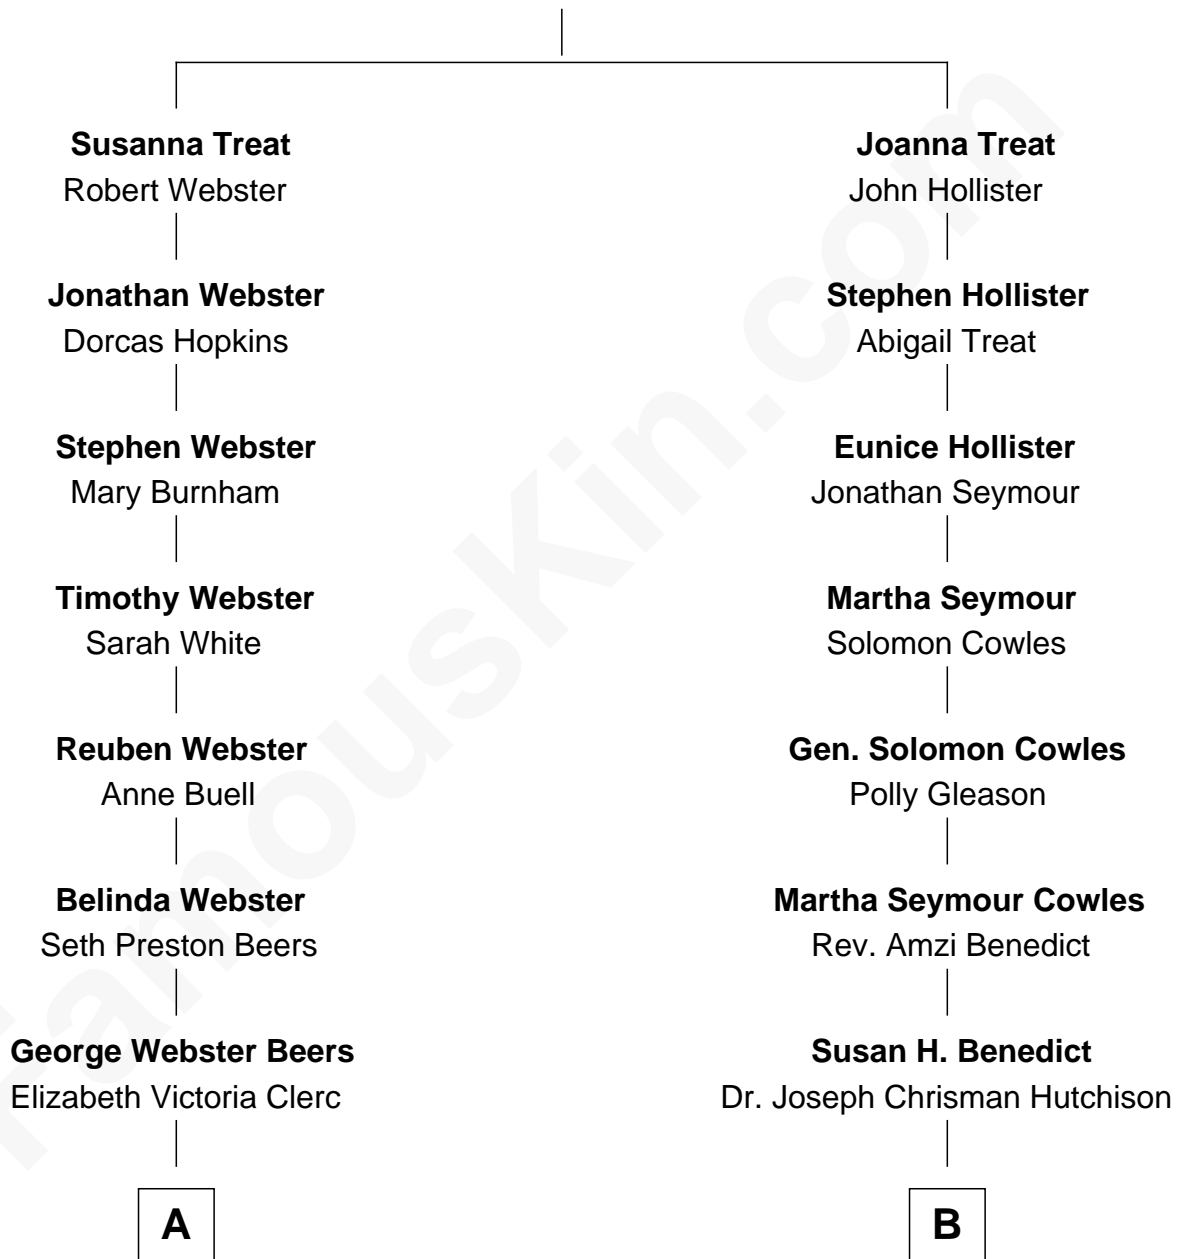 Susanna Treat
Robert Webster
Jonathan Webster
Dorcas Hopkins
Stephen Webster
Mary Burnham
Timothy Webster
Sarah White
Reuben Webster
Anne Buell
Belinda Webster
Seth Preston Beers
George Webster Beers
Elizabeth Victoria Clerc
A
Joanna Treat
John Hollister
Stephen Hollister
Abigail Treat
Eunice Hollister
Jonathan Seymour
Martha Seymour
Solomon Cowles
Gen. Solomon Cowles
Polly Gleason
Martha Seymour Cowles
Rev. Amzi Benedict
Susan H. Benedict
Dr. Joseph Chrisman Hutchison
B
FamousKin.com